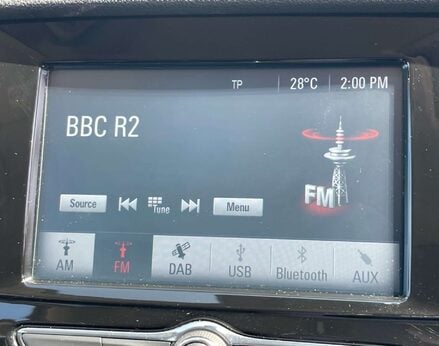 TP 28°C 2:00 PM
BBC R2
FM
Source Tune Menu
AM FM DAB USB Bluetooth AUX